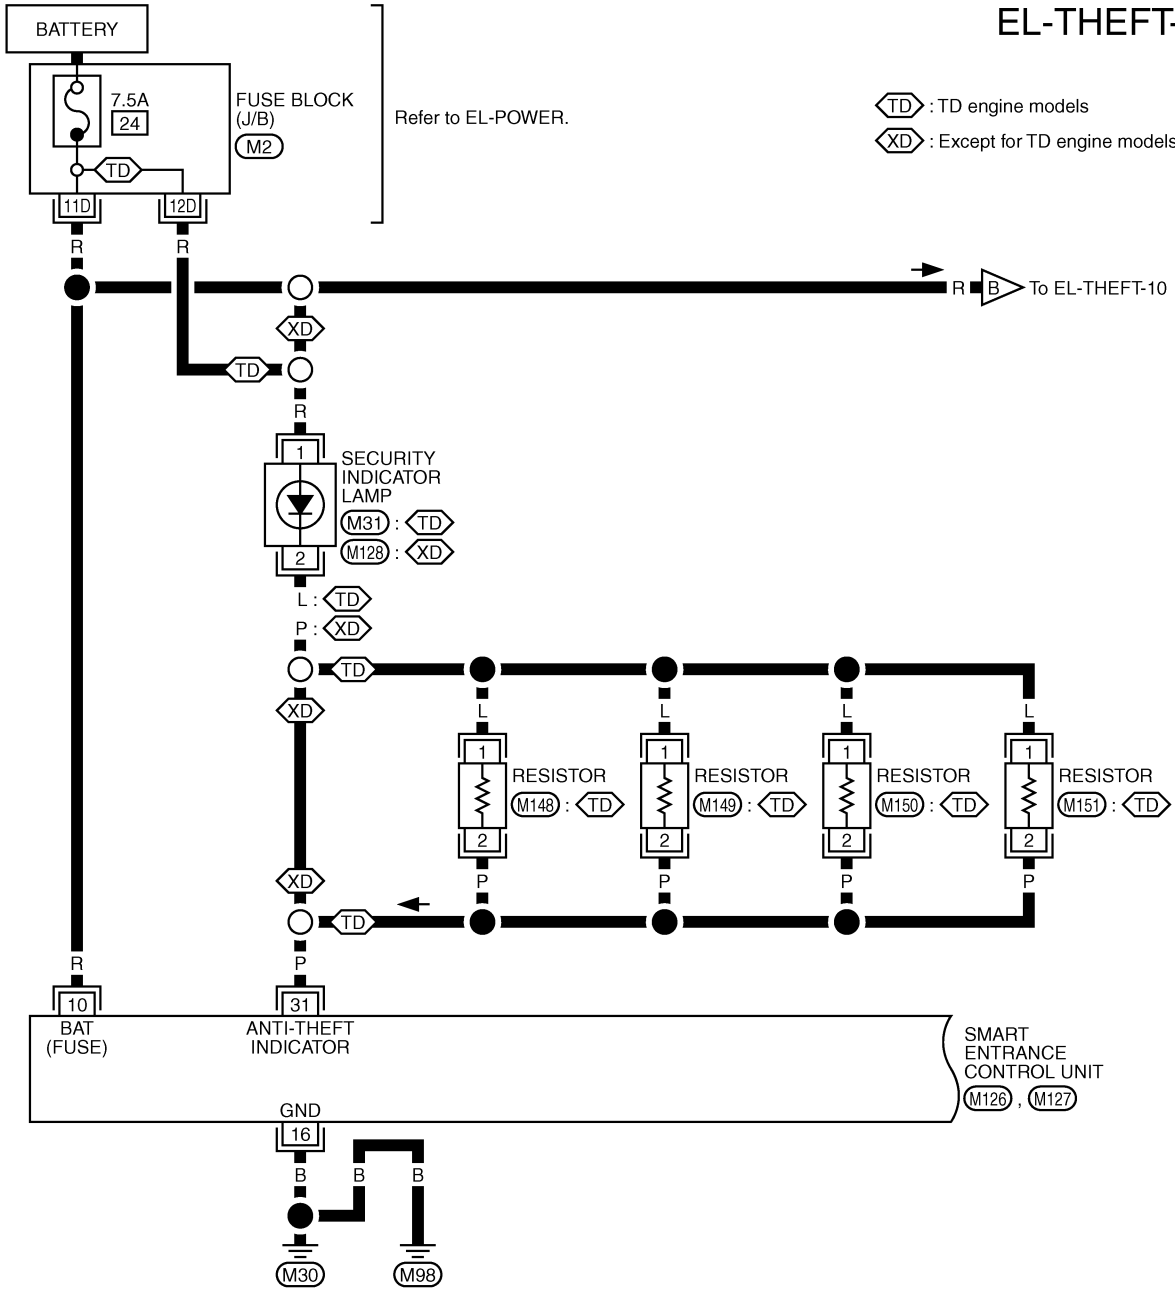 EL-THEFT-
BATTERY
7.5A
24
FUSE BLOCK
(J/B)
M2
Refer to EL-POWER.
TD : TD engine models
XD : Except for TD engine models
TD
11D
12D
R
R
R
B
To EL-THEFT-10
XD
TD
R
1
SECURITY
INDICATOR
LAMP
M31 : TD
M128 : XD
2
L : TD
P : XD
TD
XD
L
L
L
L
1
1
1
1
RESISTOR
RESISTOR
RESISTOR
RESISTOR
M148 : TD
M149 : TD
M150 : TD
M151 : TD
2
2
2
2
XD
P
P
P
P
TD
R
P
10
31
BAT
(FUSE)
ANTI-THEFT
INDICATOR
SMART
ENTRANCE
CONTROL UNIT
M126 , M127
GND
16
B
B
B
M30
M98